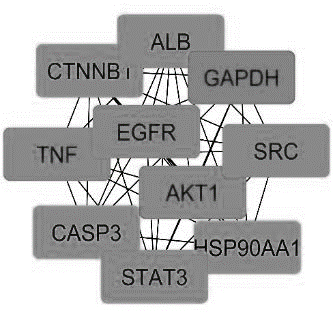 ALB
CTNNB1
GAPDH
EGFR
TNF
SRC
AKT1
CASP3
HSP90AA1
STAT3